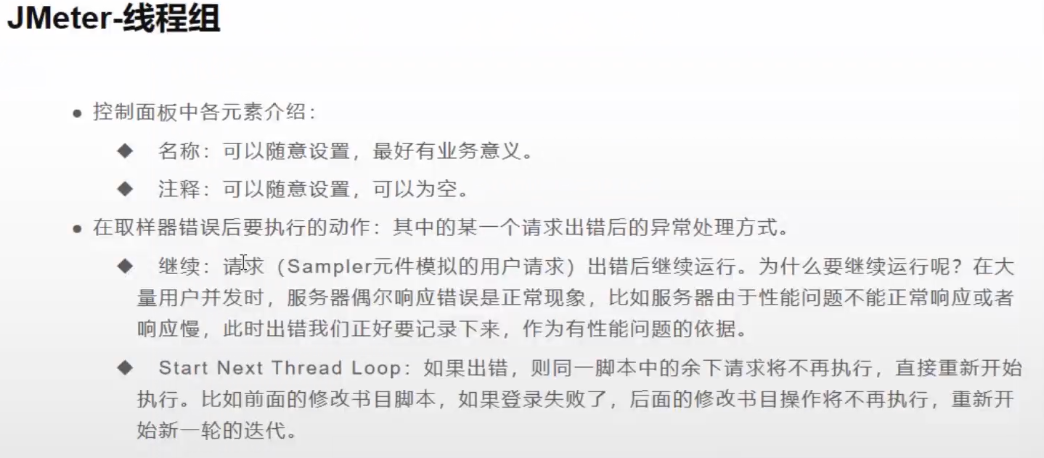 JMeter-线程组
● 控制面板中各元素介绍：
◆ 名称：可以随意设置，最好有业务意义。
◆ 注释：可以随意设置，可以为空。
● 在取样器错误后要执行的动作：其中的某一个请求出错后的异常处理方式。
◆ 继续：请求（Sampler元件模拟的用户请求）出错后继续运行。为什么要继续运行呢？在大
量用户并发时，服务器偶尔响应错误是正常现象，比如服务器由于性能问题不能正常响应或者
响应慢，此时出错我们正好要记录下来，作为有性能问题的依据。
◆ Start Next Thread Loop：如果出错，则同一脚本中的余下请求将不再执行，直接重新开始
执行。比如前面的修改书目脚本，如果登录失败了，后面的修改书目操作将不再执行，重新开
始新一轮的迭代。